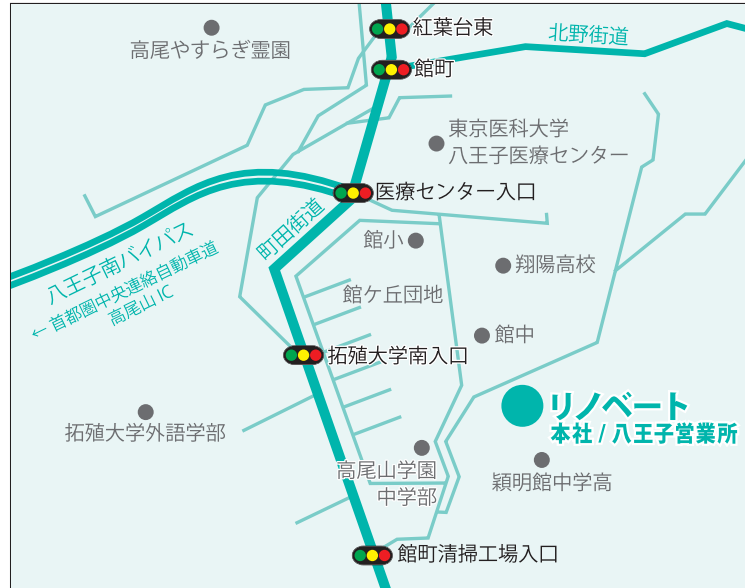 紅葉台東
高尾やすらぎ霊園
北野街道
館町
東京医科大学
八王子医療センター
医療センター入口
町田街道
館小
八王子南バイパス
← 首都圏中央連絡自動車道
高尾山 IC
翔陽高校
館ケ丘団地
館中
拓殖大学南入口
リノベート
本社 / 八王子営業所
拓殖大学外語学部
高尾山学園
中学部
穎明館中学高
館町清掃工場入口